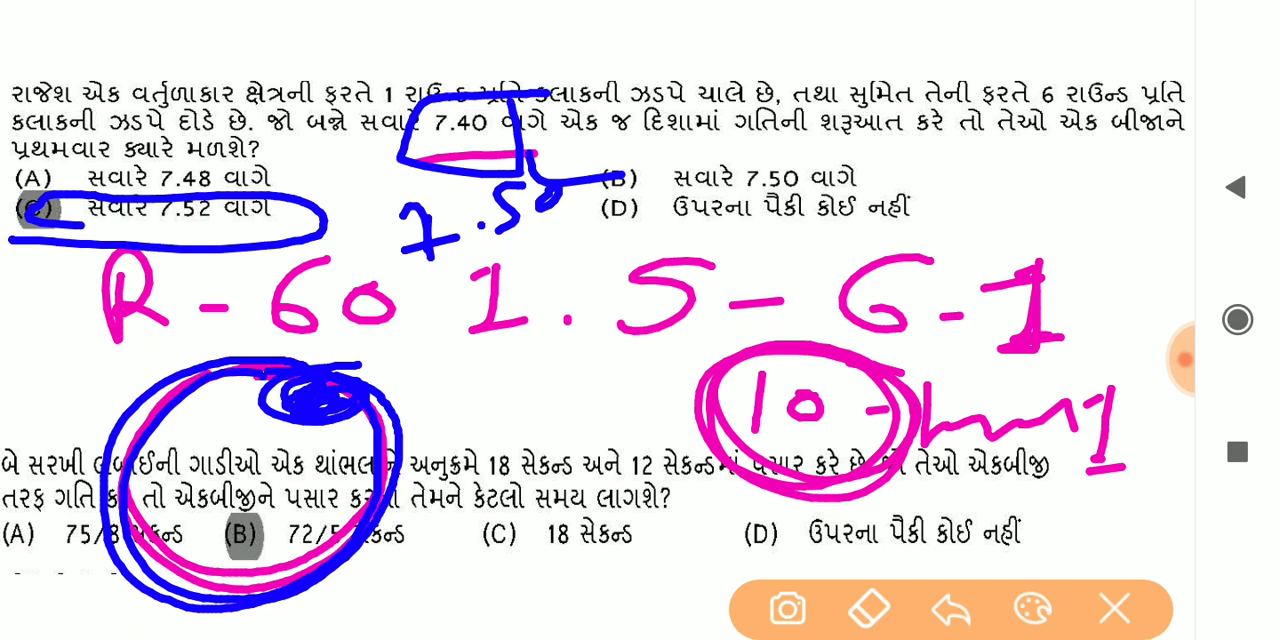 રાજેશ એક વર્તુળાકાર ક્ષેત્રની ફરતે 1 રાઉન્ડ પ્રતિ કલાકની ઝડપે ચાલે છે, તથા સુમિત તેની ફરતે 6 રાઉન્ડ પ્રતિ
કલાકની ઝડપે દોડે છે. જો બન્ને સવારે 7.40 વાગે એક જ દિશામાં ગતિની શરૂઆત કરે તો તેઓ એક બીજાને
પ્રથમવાર ક્યારે મળશે?
(A) સવારે 7.48 વાગે (B) સવારે 7.50 વાગે
(C) સવારે 7.52 વાગે (D) ઉપરના પૈકી કોઈ નહીં
7.50
R - 60 1. S - 6 - 1
10 - 1
બે સરખી લંબાઈની ગાડીઓ એક થાંભલાને અનુક્રમે 18 સેકન્ડ અને 12 સેકન્ડમાં પસાર કરે છે. જો તેઓ એકબીજી
તરફ ગતિ કરે તો એકબીજીને પસાર કરતાં તેમને કેટલો સમય લાગશે?
(A) 75/8 સેકન્ડ (B) 72/5 સેકન્ડ (C) 18 સેકન્ડ (D) ઉપરના પૈકી કોઈ નહીં